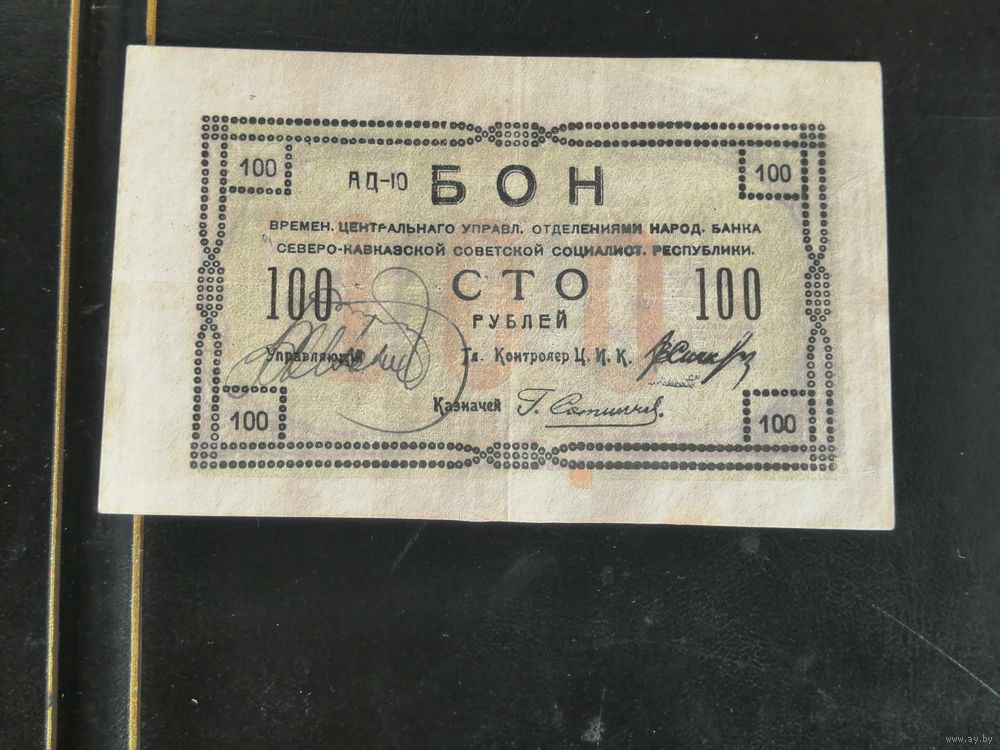 100 АЦ-10 БОН 100
ВРЕМЕН. ЦЕНТРАЛЬНАГО УПРАВЛ. ОТДЕЛЕНИЯМИ НАРОД. БАНКА
СЕВЕРО-КАВКАЗСКОЙ СОВЕТСКОЙ СОЦИАЛИСТ. РЕСПУБЛИКИ.
100 СТО 100
РУБЛЕЙ
Управляющій Гл. Контролер Ц. И. К.
Казначей
100 100
www.ay.by